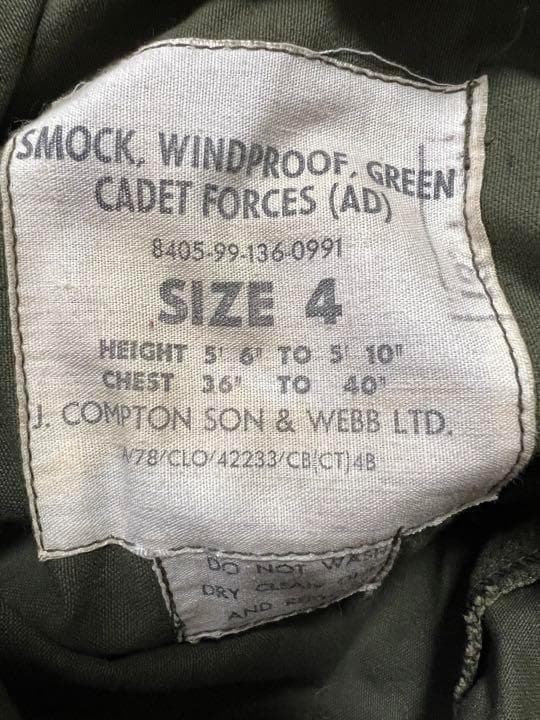 SMOCK, WINDPROOF, GREEN
CADET FORCES (AD)
8405-99-136-0991
SIZE 4
HEIGHT 5' 6" TO 5' 10"
CHEST 36" TO 40"
J. COMPTON SON & WEBB LTD.
V78/CLO/42233/CB(CT)4B
DO NOT WASH
DRY CLEAN
AND